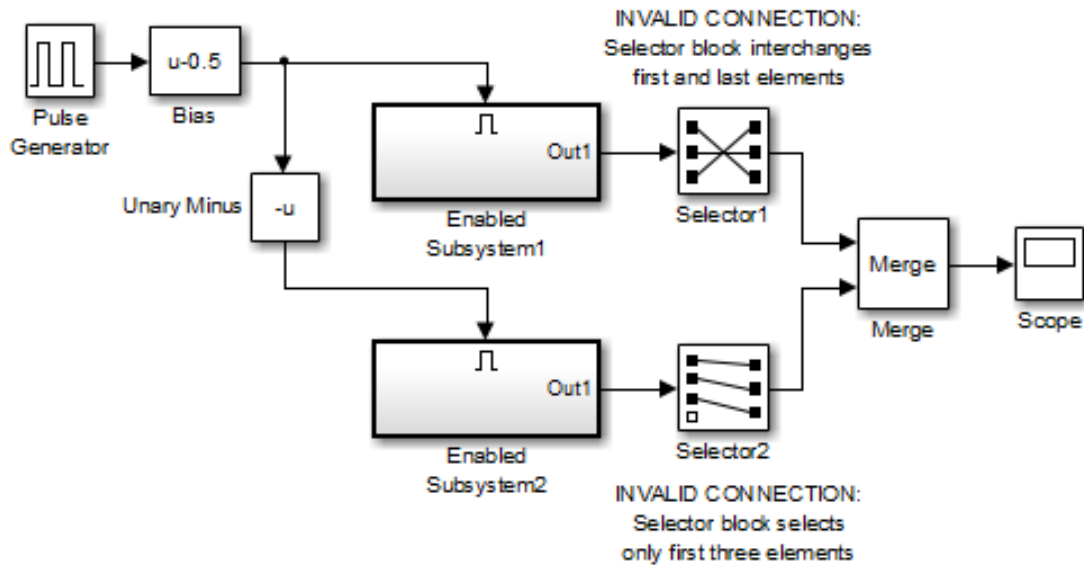 INVALID CONNECTION:
Selector block interchanges
first and last elements
u-0.5
Pulse
Generator
Bias
Out1
Unary Minus
-u
Enabled
Subsystem1
Selector1
Merge
Merge
Scope
Out1
Enabled
Subsystem2
Selector2
INVALID CONNECTION:
Selector block selects
only first three elements